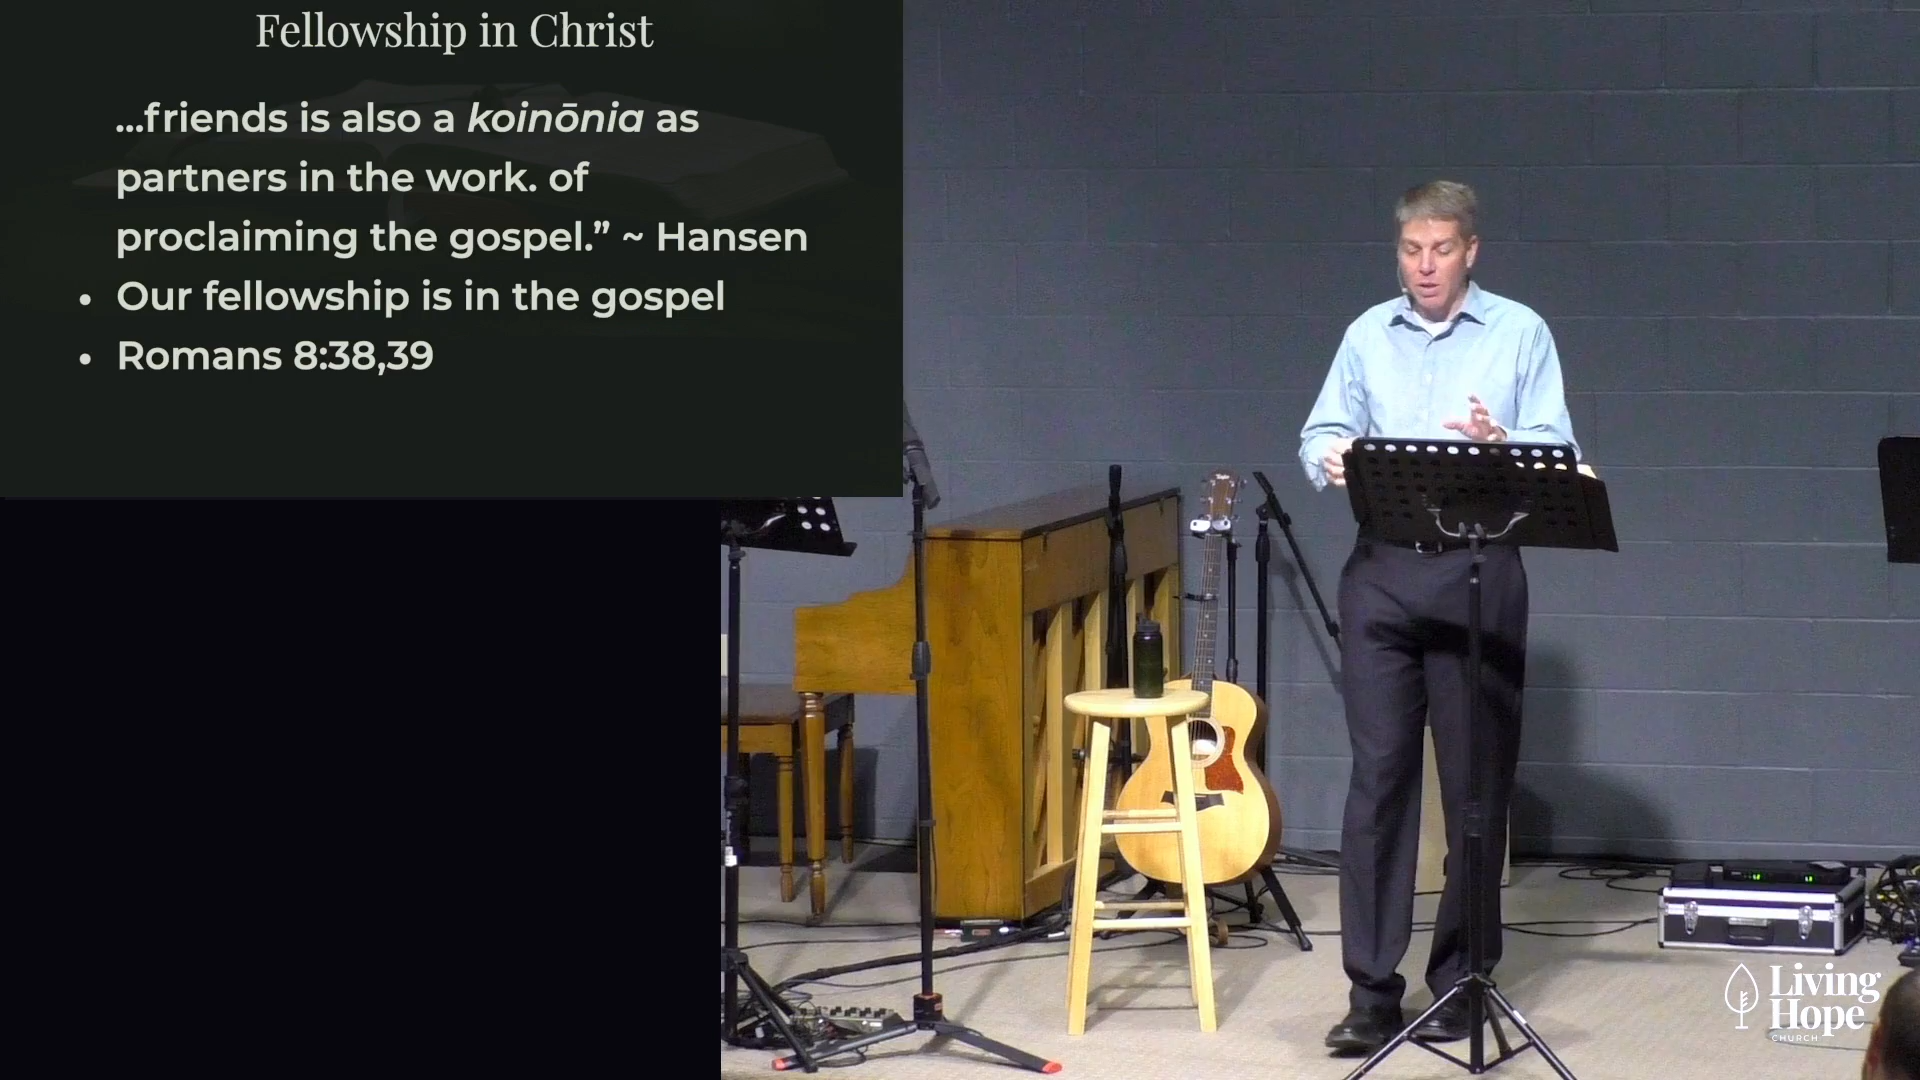 Fellowship in Christ
...friends is also a koinōnia as
partners in the work. of
proclaiming the gospel.” ~ Hansen
• Our fellowship is in the gospel
• Romans 8:38,39
Taylor
Living
Hope
CHURCH